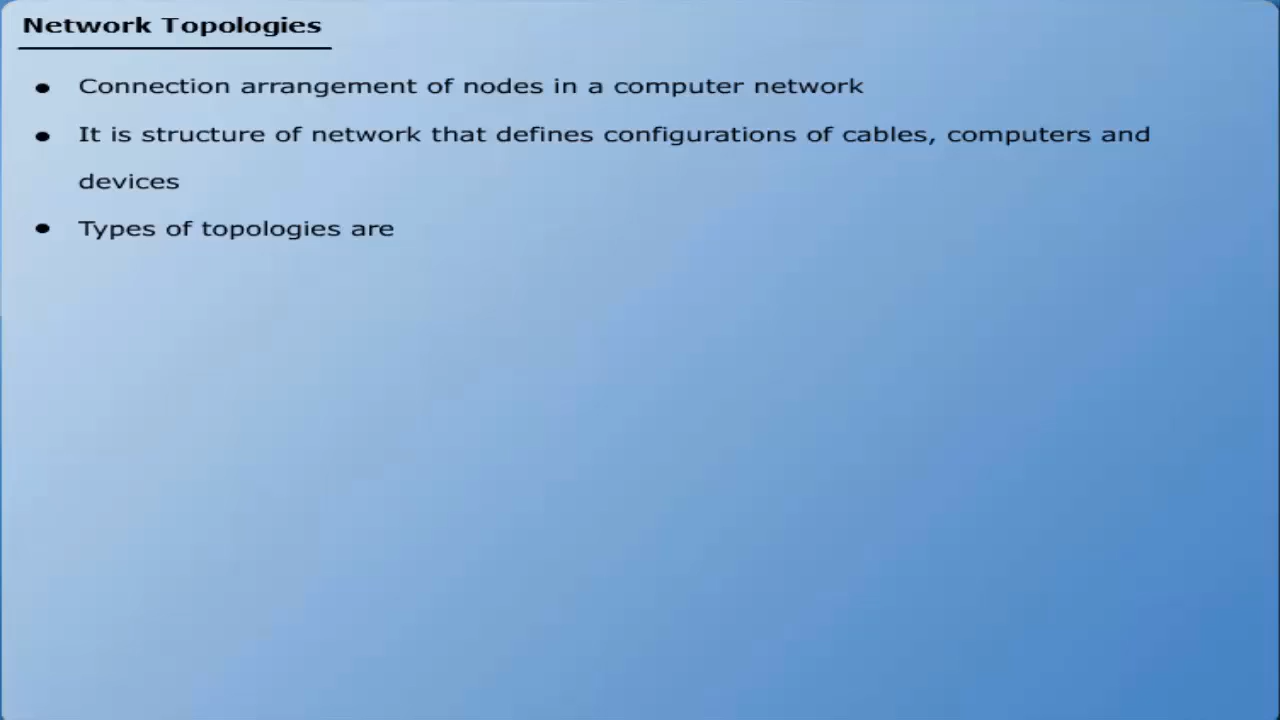 Network Topologies
● Connection arrangement of nodes in a computer network
● It is structure of network that defines configurations of cables, computers and
devices
● Types of topologies are